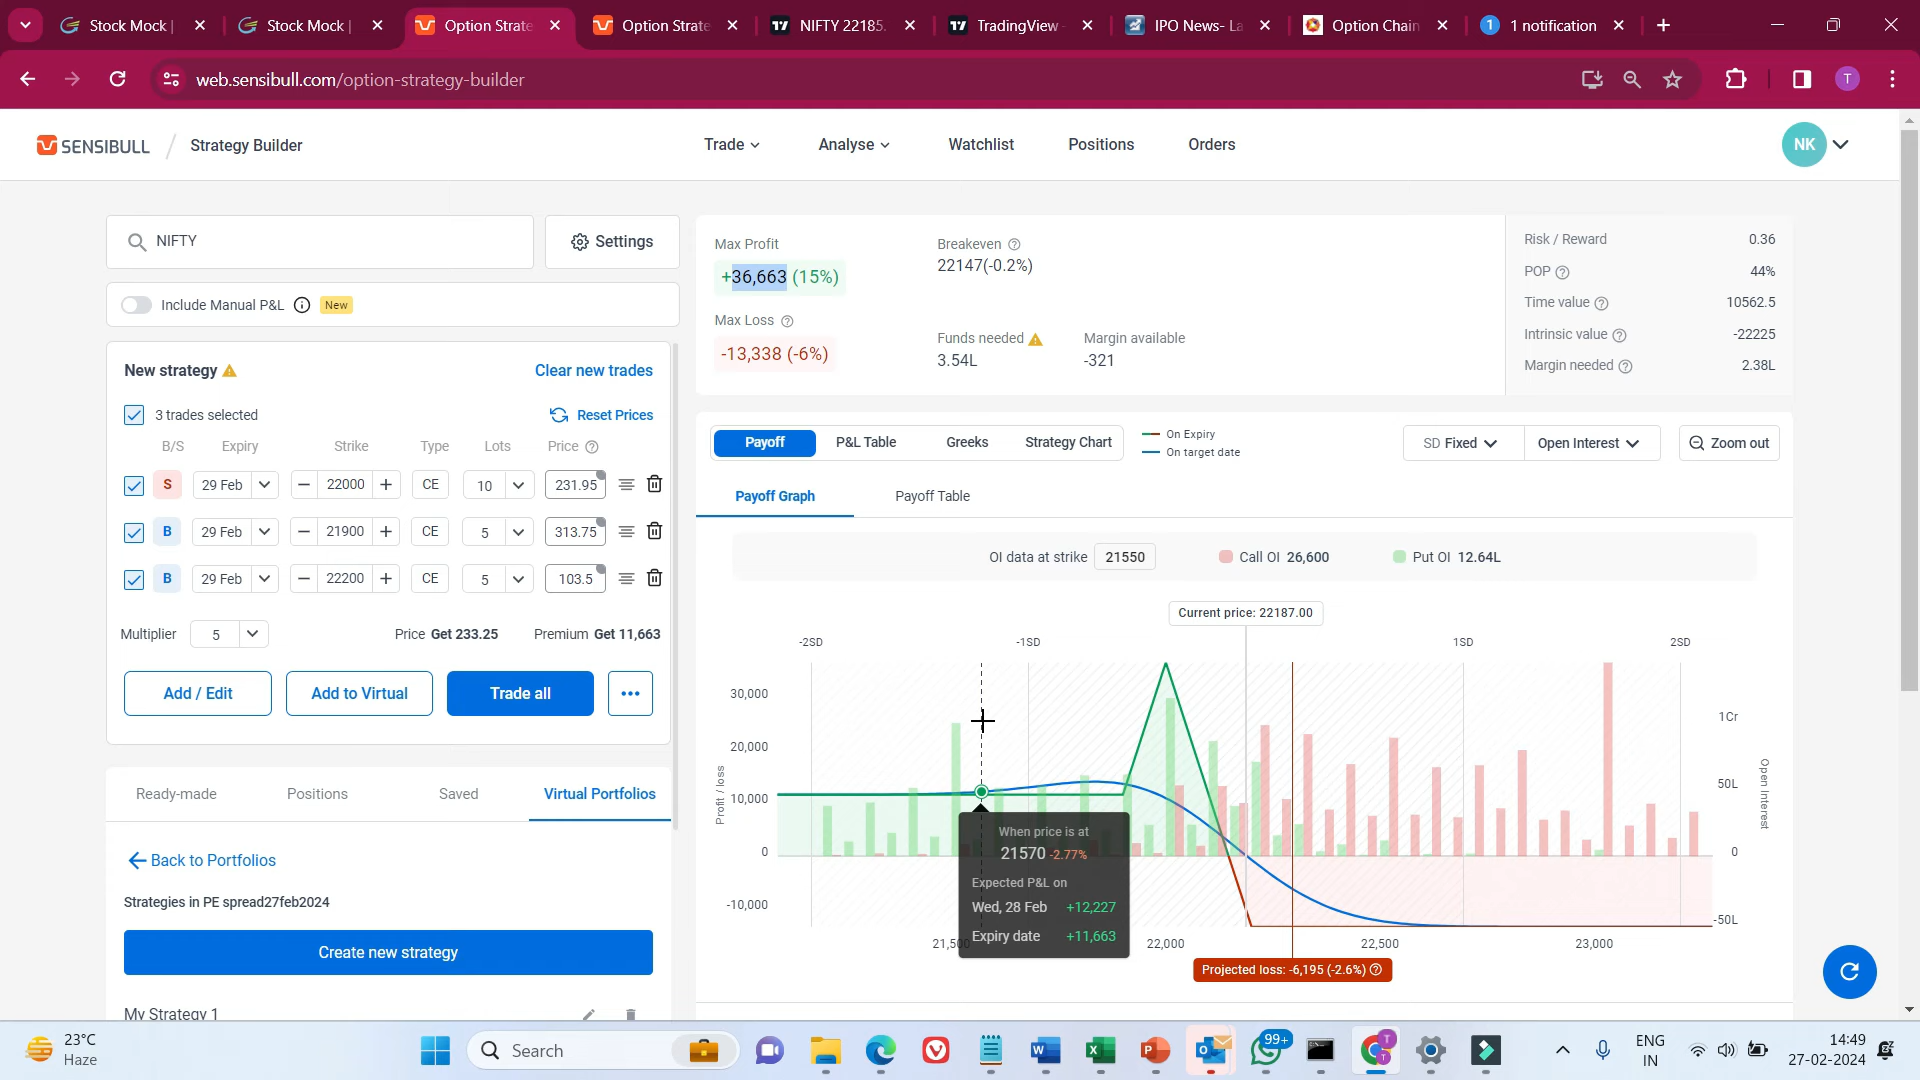 Stock Mock |
Stock Mock |
Option Strate
Option Strate
NIFTY 22185.
TradingView -
IPO News- La
Option Chain
1 1 notification
web.sensibull.com/option-strategy-builder
T
SENSIBULL / Strategy Builder
Trade
Analyse
Watchlist
Positions
Orders
NK
NIFTY
Settings
Include Manual P&L New
New strategy
Clear new trades
3 trades selected
Reset Prices
B/S Expiry Strike Type Lots Price
S 29 Feb − 22000 + CE 10 231.95
B 29 Feb − 21900 + CE 5 313.75
B 29 Feb − 22200 + CE 5 103.5
Multiplier 5 Price Get 233.25 Premium Get 11,663
Add / Edit
Add to Virtual
Trade all
Ready-made
Positions
Saved
Virtual Portfolios
Back to Portfolios
Strategies in PE spread27feb2024
Create new strategy
My Strategy 1
Max Profit
+36,663 (15%)
Max Loss
-13,338 (-6%)
Breakeven
22147(-0.2%)
Funds needed
3.54L
Margin available
-321
Risk / Reward 0.36
POP 44%
Time value 10562.5
Intrinsic value -22225
Margin needed 2.38L
Payoff
P&L Table
Greeks
Strategy Chart
On Expiry
On target date
SD Fixed
Open Interest
Zoom out
Payoff Graph
Payoff Table
OI data at strike 21550
Call OI 26,600
Put OI 12.64L
Current price: 22187.00
-2SD -1SD 1SD 2SD
30,000
20,000
10,000
0
-10,000
Profit / loss
1Cr
50L
0
-50L
Open Interest
When price is at
21570 -2.77%
Expected P&L on
Wed, 28 Feb +12,227
Expiry date +11,663
21,500 22,000 22,500 23,000
Projected loss: -6,195 (-2.6%)
23°C
Haze
Search
99+
ENG
IN
14:49
27-02-2024